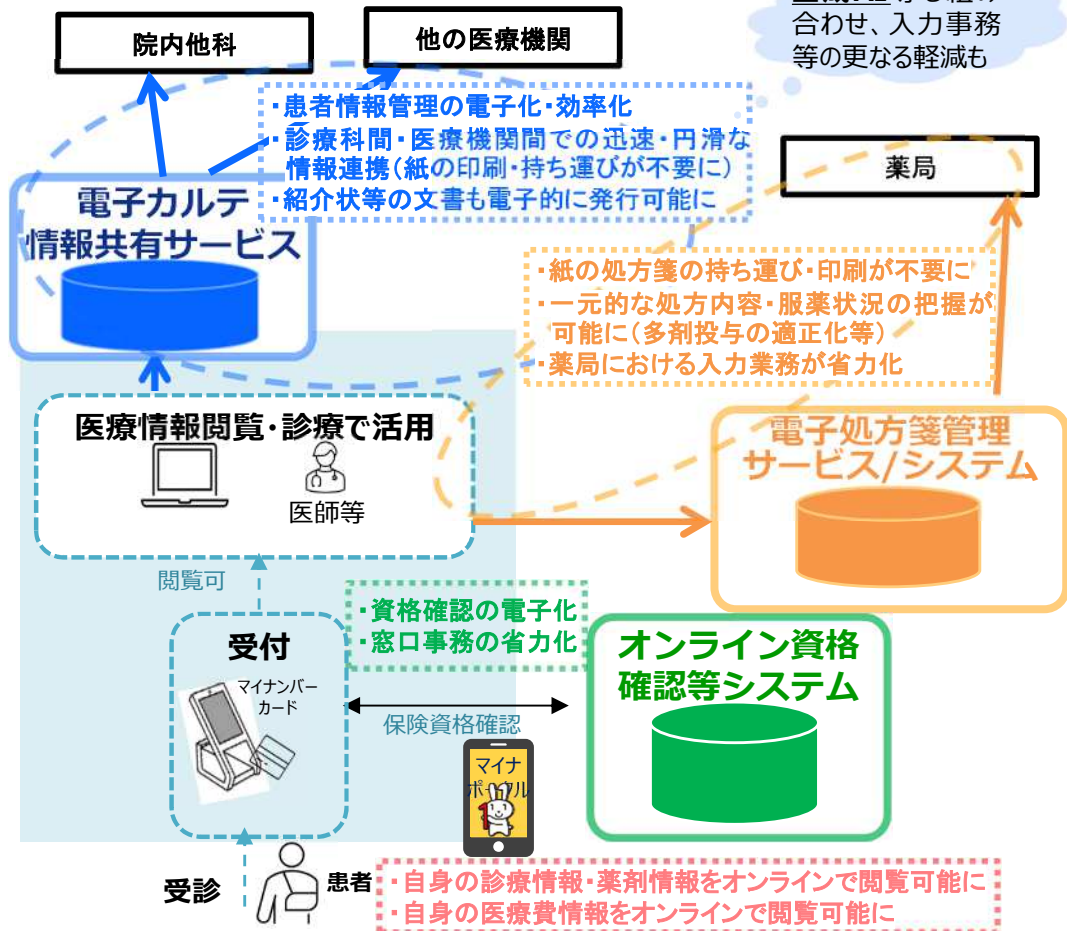 合わせ、入力事務
等の更なる軽減も
院内他科
他の医療機関
・患者情報管理の電子化・効率化
・診療科間・医療機関間での迅速・円滑な
情報連携(紙の印刷・持ち運びが不要に)
・紹介状等の文書も電子的に発行可能に
薬局
電子カルテ
情報共有サービス
・紙の処方箋の持ち運び・印刷が不要に
・一元的な処方内容・服薬状況の把握が
可能に(多剤投与の適正化等)
・薬局における入力業務が省力化
医療情報閲覧・診療で活用
医師等
電子処方箋管理
サービス/システム
閲覧可
・資格確認の電子化
・窓口事務の省力化
受付
マイナンバー
カード
オンライン資格
確認等システム
保険資格確認
マイナ
ポータル
受診
患者
・自身の診療情報・薬剤情報をオンラインで閲覧可能に
・自身の医療費情報をオンラインで閲覧可能に